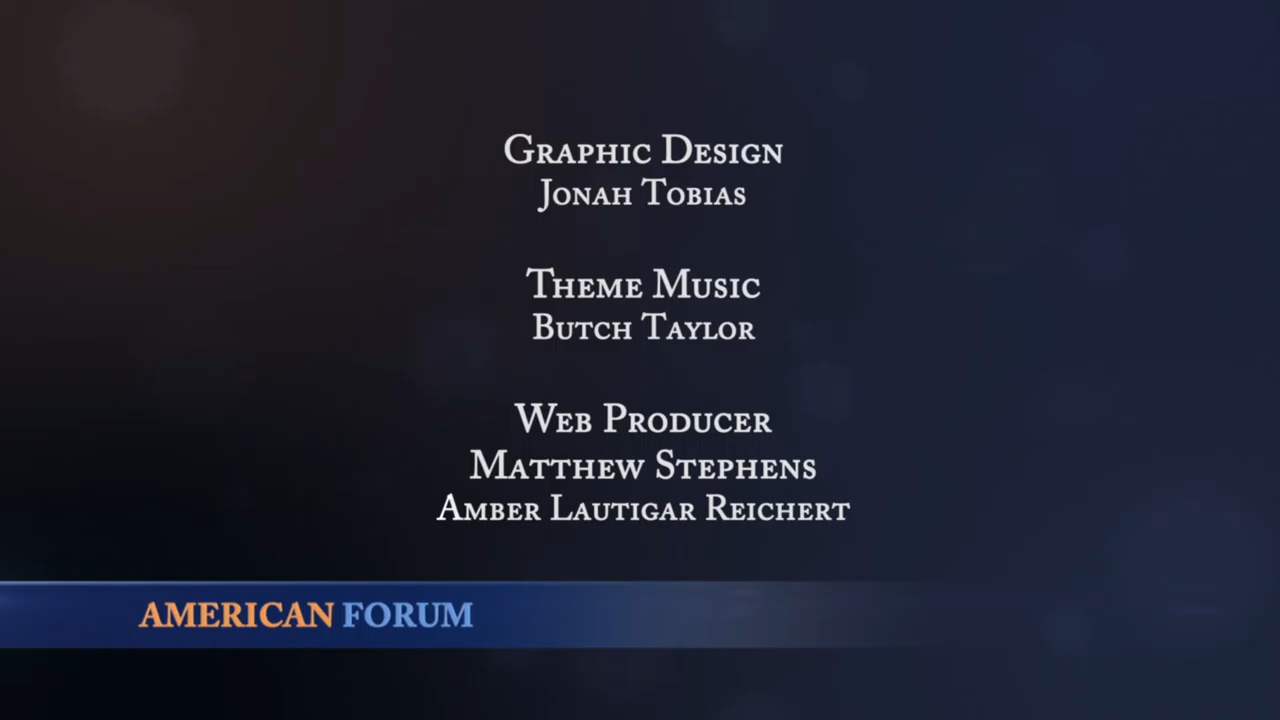 Graphic Design
Jonah Tobias
Theme Music
Butch Taylor
Web Producer
Matthew Stephens
Amber Lautigar Reichert
AMERICAN FORUM